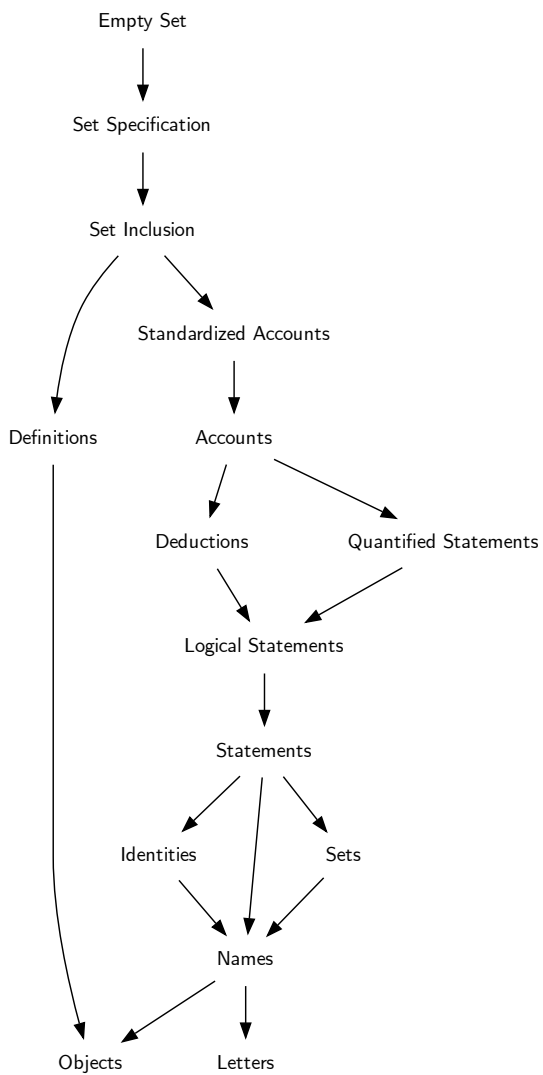 Empty Set
Set Specification
Set Inclusion
Standardized Accounts
Definitions
Accounts
Deductions
Quantified Statements
Logical Statements
Statements
Identities
Sets
Names
Objects
Letters